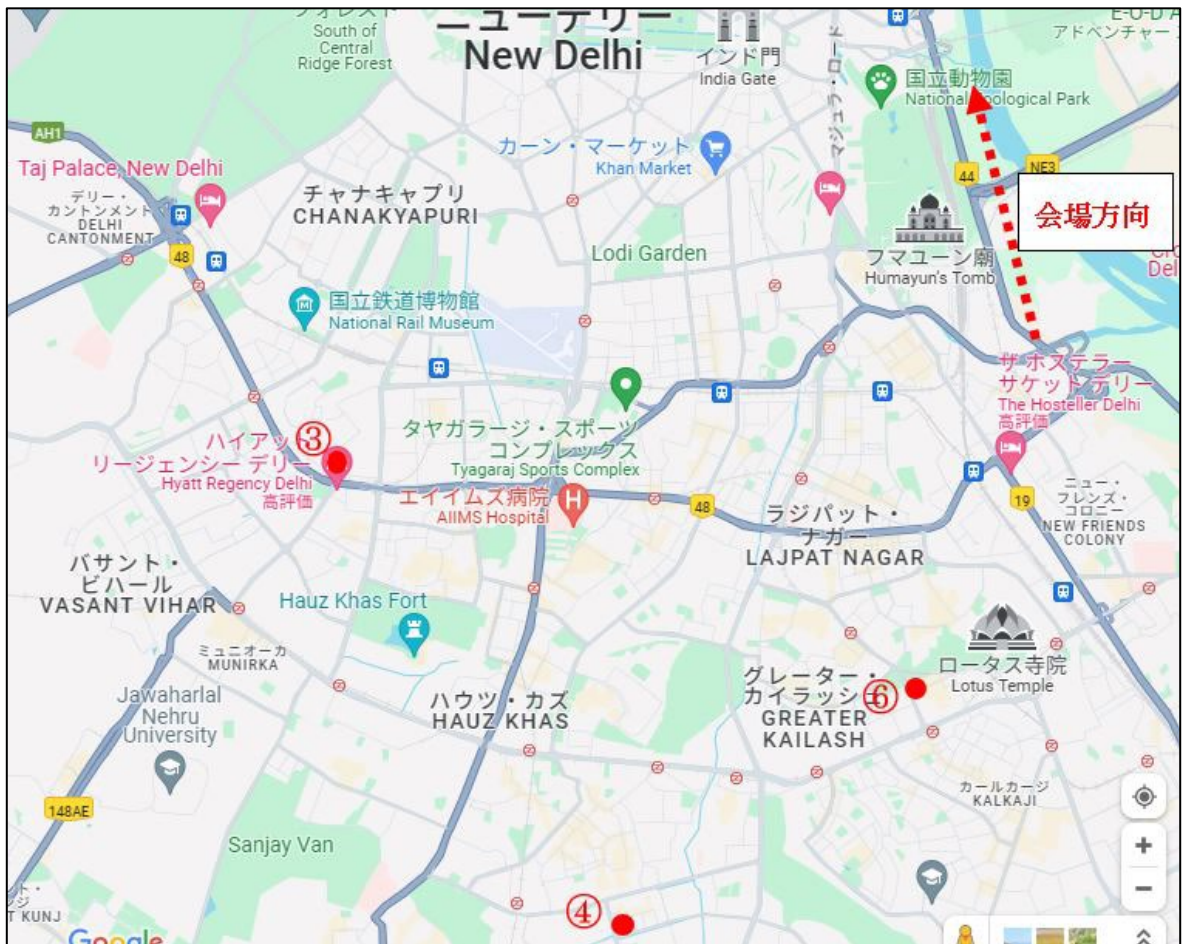 ニューデリー
New Delhi
South of
Central
Ridge Forest
インド門
India Gate
マジュラ・ロード
国立動物園
National Zoological Park
アドベンチャー
AH1
カーン・マーケット
Khan Market
Taj Palace, New Delhi
デリー・
カントンメント
DELHI
CANTONMENT
チャナキャプリ
CHANAKYAPURI
44
NE3
会場方向
Lodi Garden
フマユーン廟
Humayun's Tomb
48
国立鉄道博物館
National Rail Museum
ザ ホステラー
サケット デリー
The Hosteller Delhi
高評価
③
ハイアット
リージェンシー デリー
Hyatt Regency Delhi
高評価
タヤガラージ・スポーツ
コンプレックス
Tyagaraj Sports Complex
エイイムズ病院
AIIMS Hospital
48
19
ラジパット・
ナガー
LAJPAT NAGAR
ニュー・
フレンズ・
コロニー
NEW FRIENDS
COLONY
バサント・
ビハール
VASANT VIHAR
Hauz Khas Fort
ミュニオーカ
MUNIRKA
ロータス寺院
Lotus Temple
グレーター・
カイラッシュ
⑥
GREATER
KAILASH
Jawaharlal
Nehru
University
ハウツ・カズ
HAUZ KHAS
カールカージ
KALKAJI
148AE
Sanjay Van
④
T KUNJ
Google